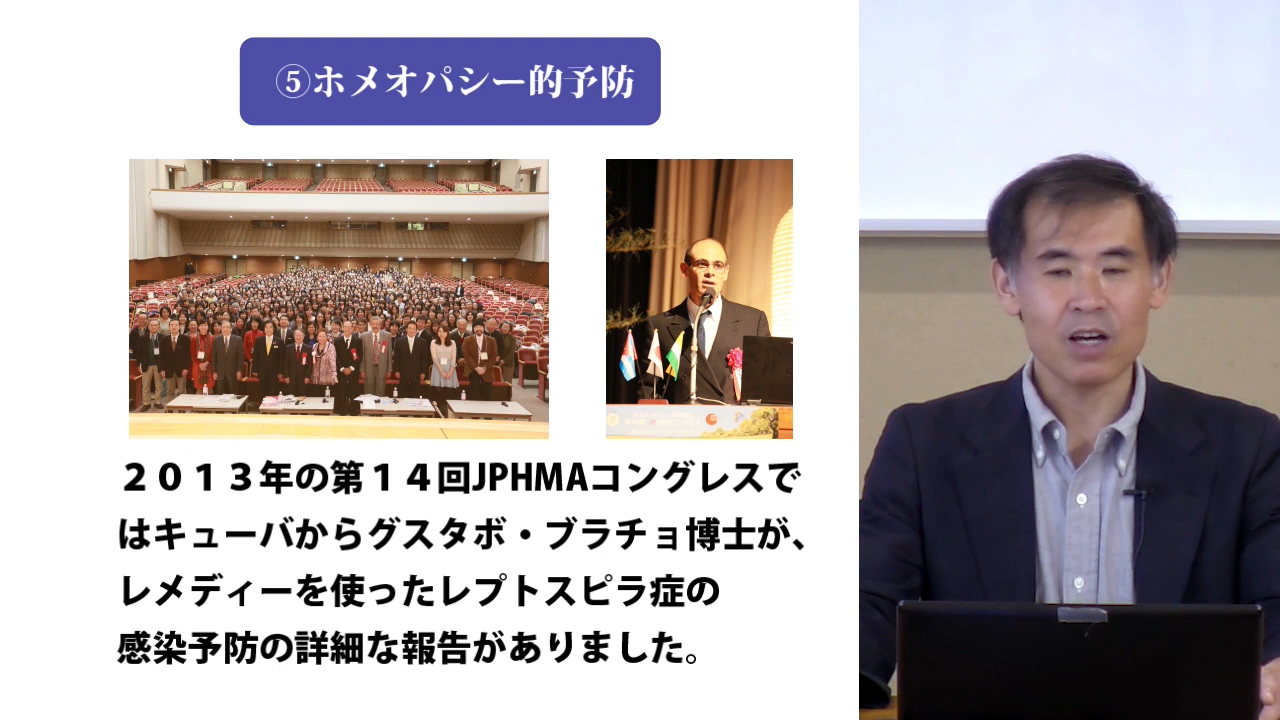 ⑤ホメオパシー的予防
２０１３年の第１４回JPHMAコングレスで
はキューバからグスタボ・ブラチョ博士が、
レメディーを使ったレプトスピラ症の
感染予防の詳細な報告がありました。